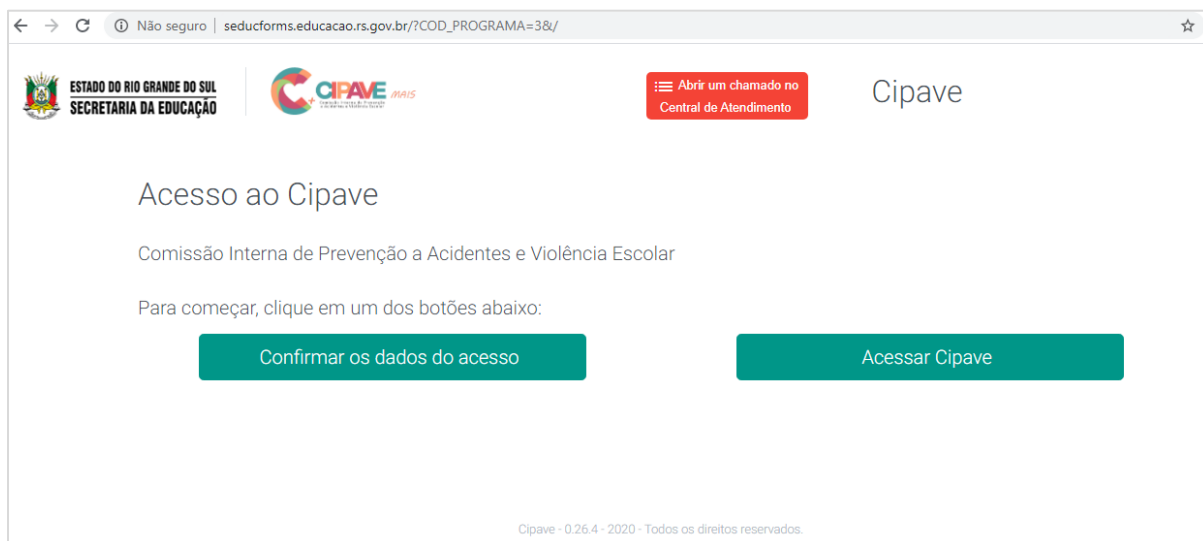 Não seguro | seducforms.educacao.rs.gov.br/?COD_PROGRAMA=3&/
ESTADO DO RIO GRANDE DO SUL
SECRETARIA DA EDUCAÇÃO
CIPAVE MAIS
Abrir um chamado no
Central de Atendimento
Cipave
Acesso ao Cipave
Comissão Interna de Prevenção a Acidentes e Violência Escolar
Para começar, clique em um dos botões abaixo:
Confirmar os dados do acesso
Acessar Cipave
Cipave - 0.26.4 - 2020 - Todos os direitos reservados.